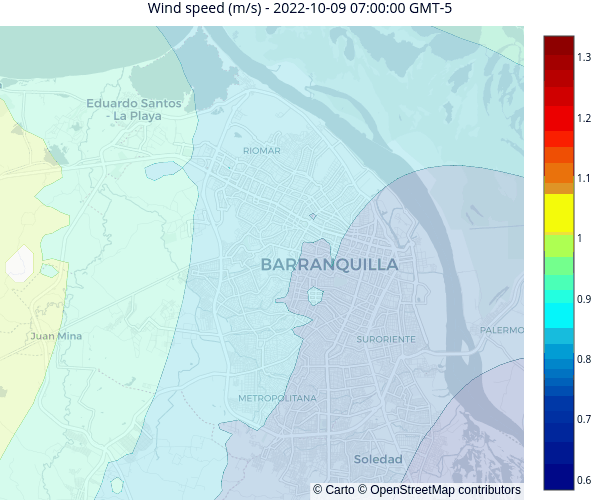 Wind speed (m/s) - 2022-10-09 07:00:00 GMT-5
Eduardo Santos
- La Playa
RIOMAR
BARRANQUILLA
Juan Mina
SURORIENTE
PALERMO
METROPOLITANA
Soledad
© Carto © OpenStreetMap contributors
1.3
1.2
1.1
1
0.9
0.8
0.7
0.6